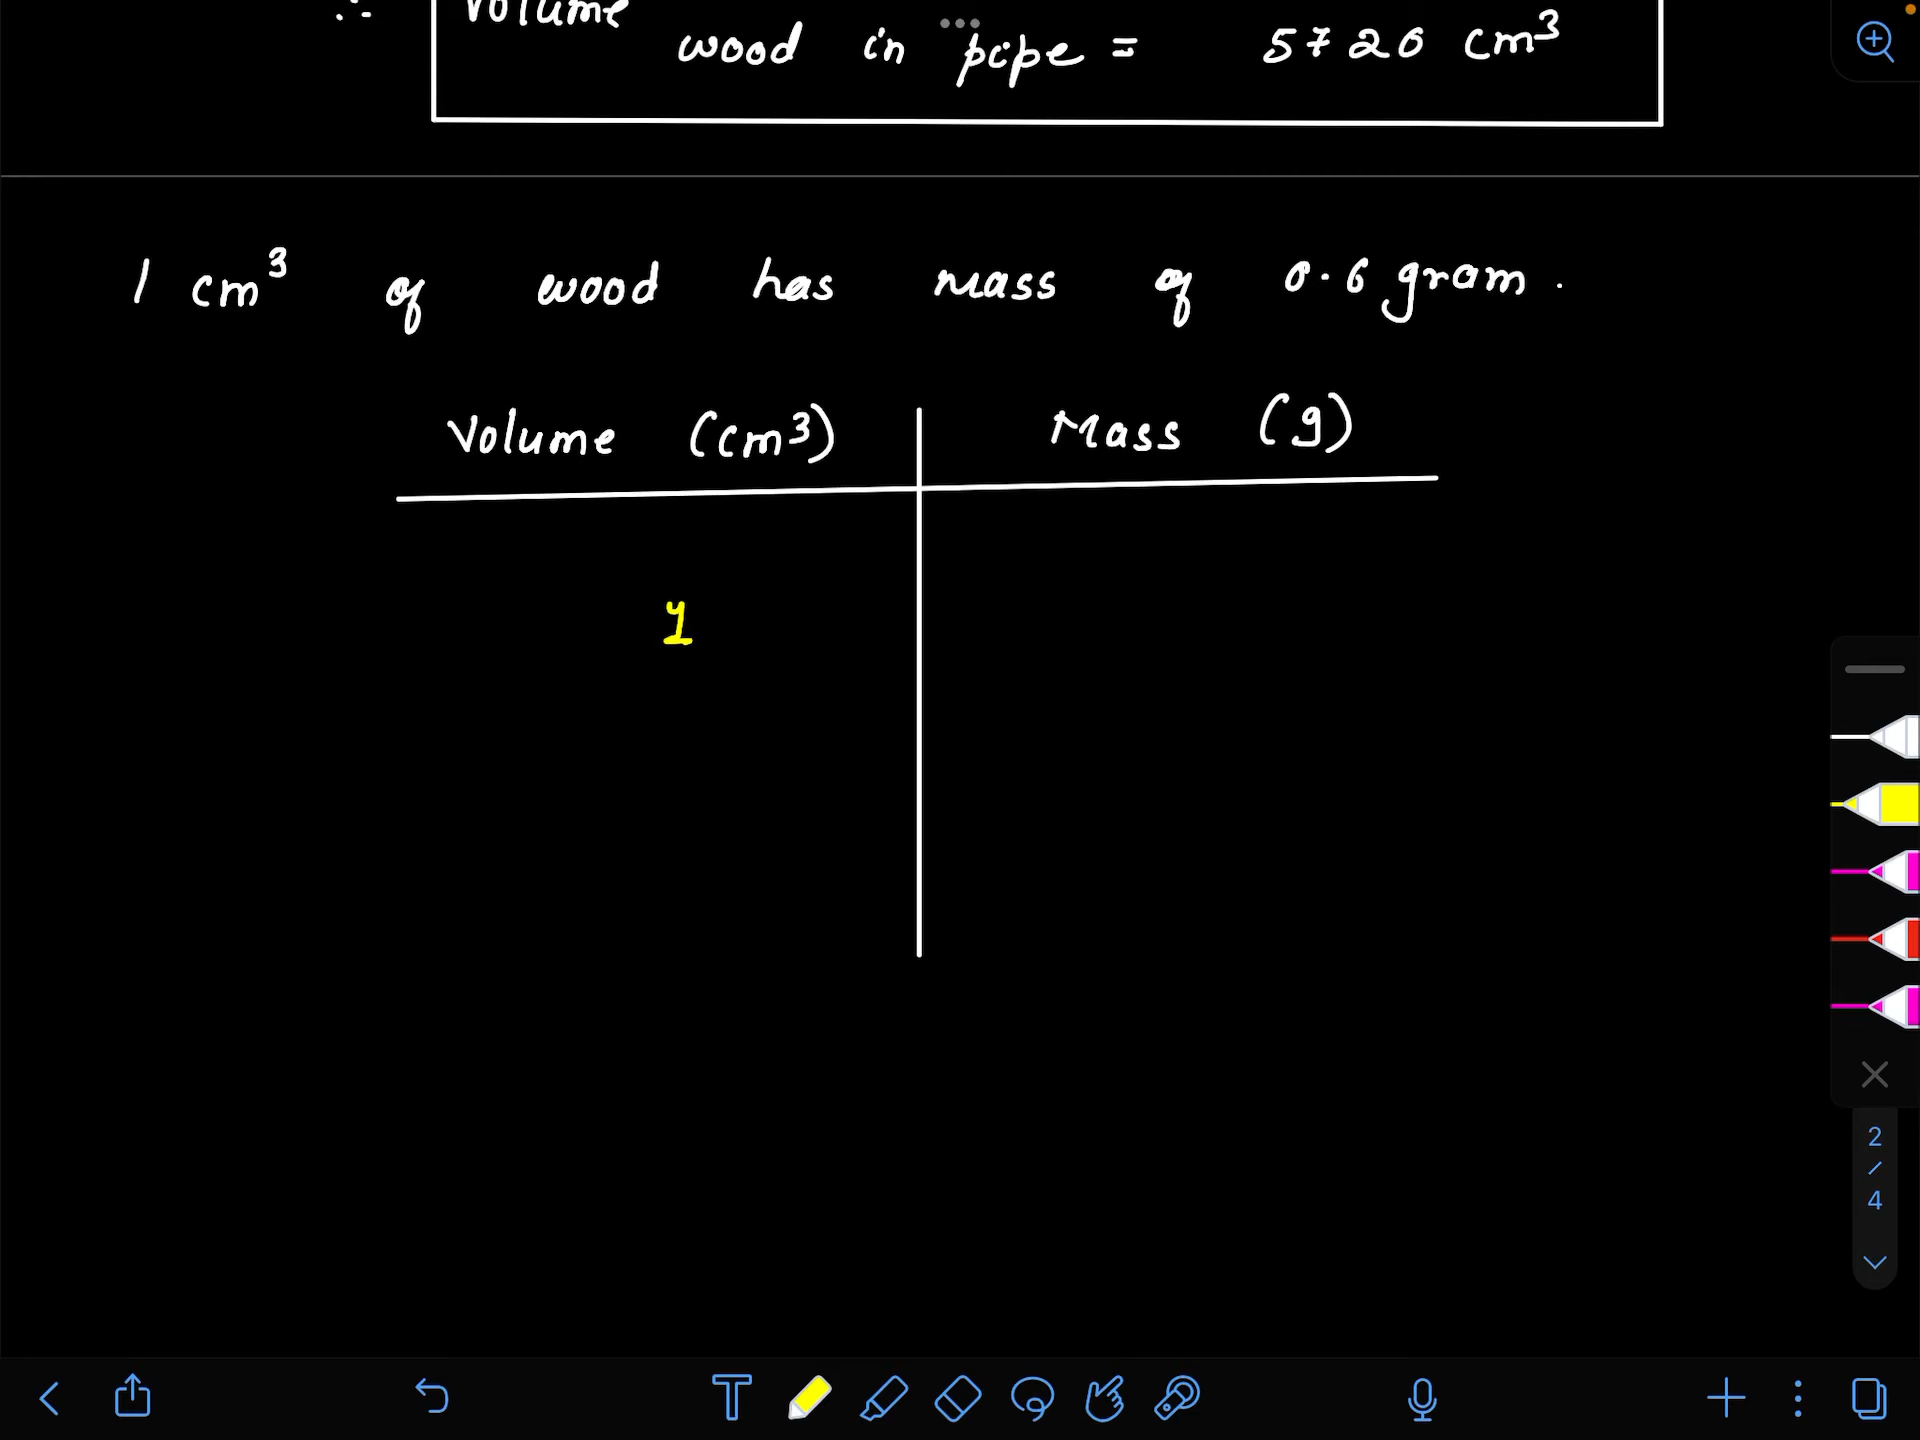 ∴ Volume
wood in pipe = 5720 cm³
1 cm³ of wood has mass of 0.6 gram.
Volume (cm³) Mass (g)
1
2
/
4
T